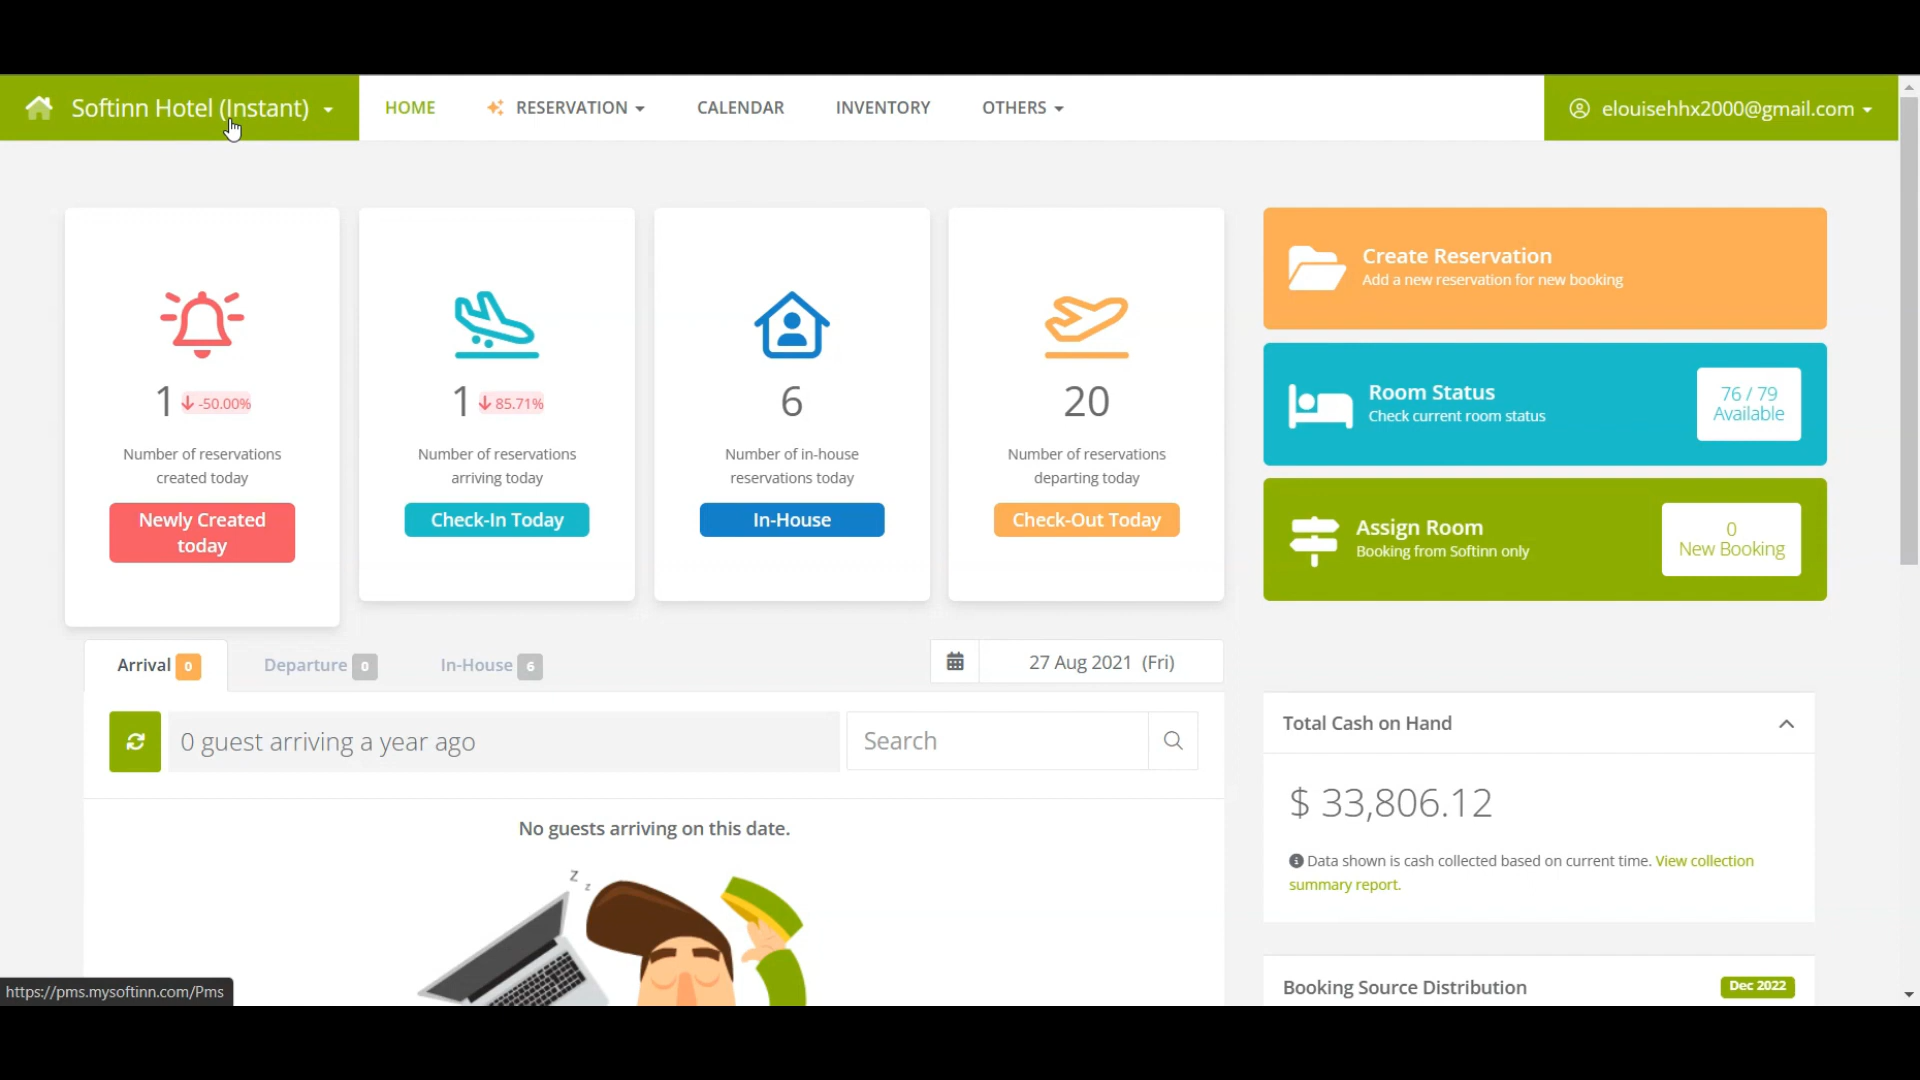 Softinn Hotel (Instant)
HOME
RESERVATION
CALENDAR
INVENTORY
OTHERS
elouisehhx2000@gmail.com
1 -50.00%
Number of reservations
created today
Newly Created
today
1 85.71%
Number of reservations
arriving today
Check-In Today
6
Number of in-house
reservations today
In-House
20
Number of reservations
departing today
Check-Out Today
Create Reservation
Add a new reservation for new booking
Room Status
Check current room status
76 / 79
Available
Assign Room
Booking from Softinn only
0
New Booking
Arrival 0
Departure 0
In-House 6
27 Aug 2021 (Fri)
0 guest arriving a year ago
Search
No guests arriving on this date.
z
z
Total Cash on Hand
$ 33,806.12
Data shown is cash collected based on current time. View collection
summary report.
Booking Source Distribution
Dec 2022
https://pms.mysoftinn.com/Pms